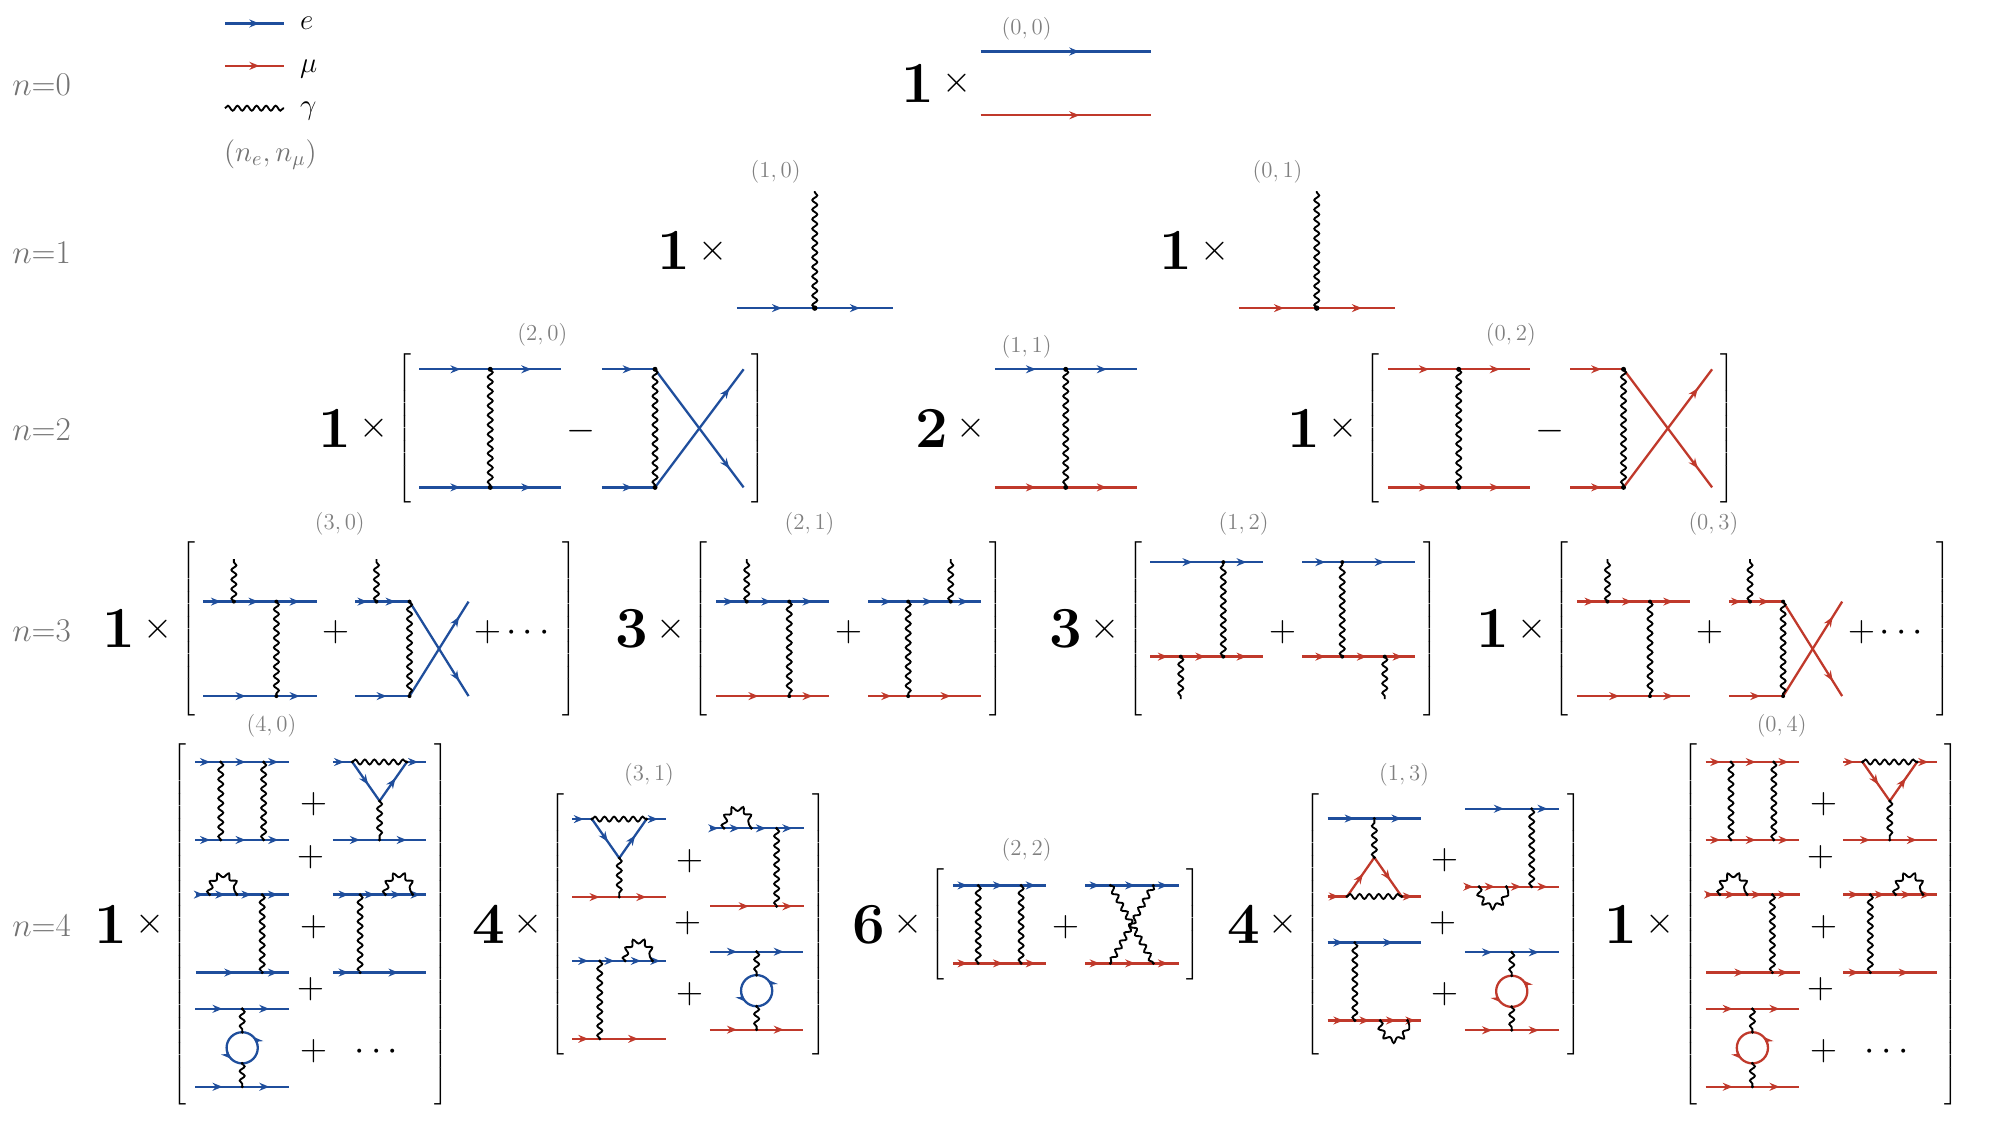 e
μ
γ
(n_e, n_μ)
n=0
(0, 0)
1 ×
n=1
(1, 0)
1 ×
(0, 1)
1 ×
n=2
(2, 0)
1 × [ − ]
(1, 1)
2 ×
(0, 2)
1 × [ − ]
n=3
(3, 0)
1 × [ + + ··· ]
(2, 1)
3 × [ + ]
(1, 2)
3 × [ + ]
(0, 3)
1 × [ + + ··· ]
n=4
(4, 0)
1 × [ + + + + + ··· ]
(3, 1)
4 × [ + + + ]
(2, 2)
6 × [ + ]
(1, 3)
4 × [ + + + ]
(0, 4)
1 × [ + + + + + ··· ]